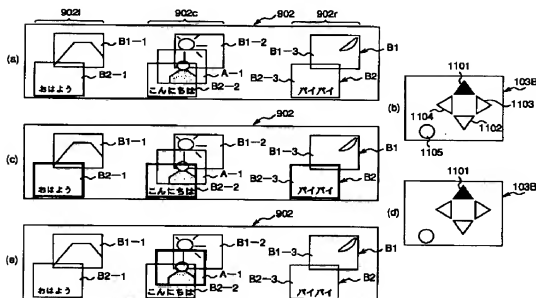 902l 902c 902 902r
(a) B1-1 B1-2 B1-3 B1
B2-1 A-1 B2-2 B2-3 B2
おはよう こんにちは バイバイ
(b) 1101 103B
1104 1103
1102
1105
902
(c) B1-1 B1-2 B1-3 B1
B2-1 A-1 B2-2 B2-3 B2
おはよう こんにちは バイバイ
(d) 1101 103B
902
(e) B1-1 B1-2 B1-3 B1
B2-1 A-1 B2-2 B2-3 B2
おはよう こんにちは バイバイ